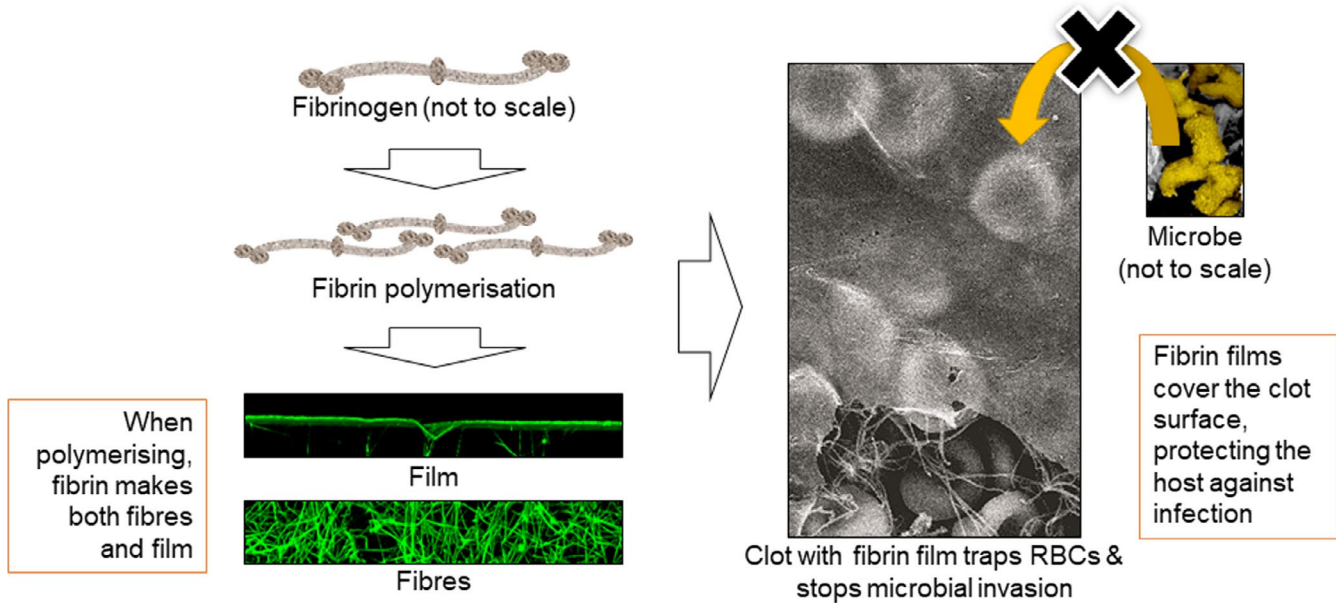 Fibrinogen (not to scale)
Fibrin polymerisation
When
polymerising,
fibrin makes
both fibres
and film
Film
Fibres
Clot with fibrin film traps RBCs &
stops microbial invasion
Microbe
(not to scale)
Fibrin films
cover the clot
surface,
protecting the
host against
infection